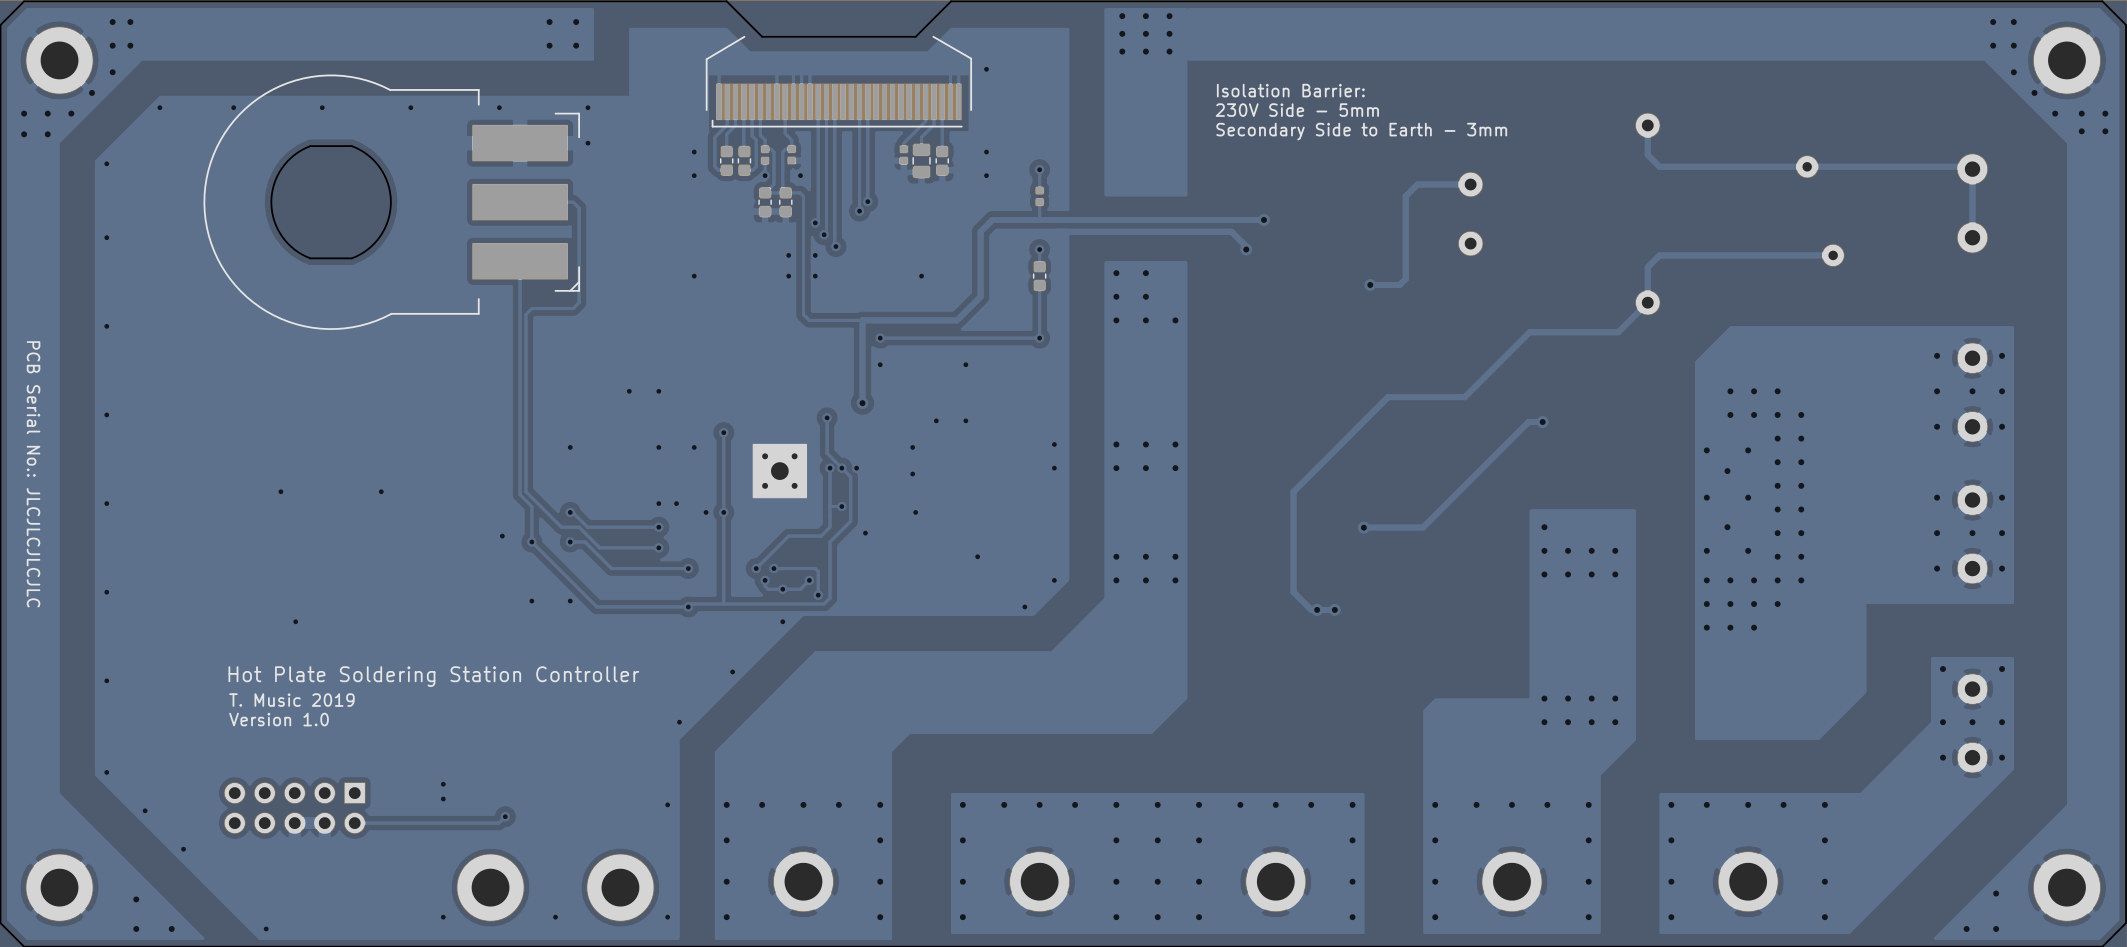 Isolation Barrier:
230V Side - 5mm
Secondary Side to Earth - 3mm
PCB Serial No.: JLCJLCJLCJLC
Hot Plate Soldering Station Controller
T. Music 2019
Version 1.0